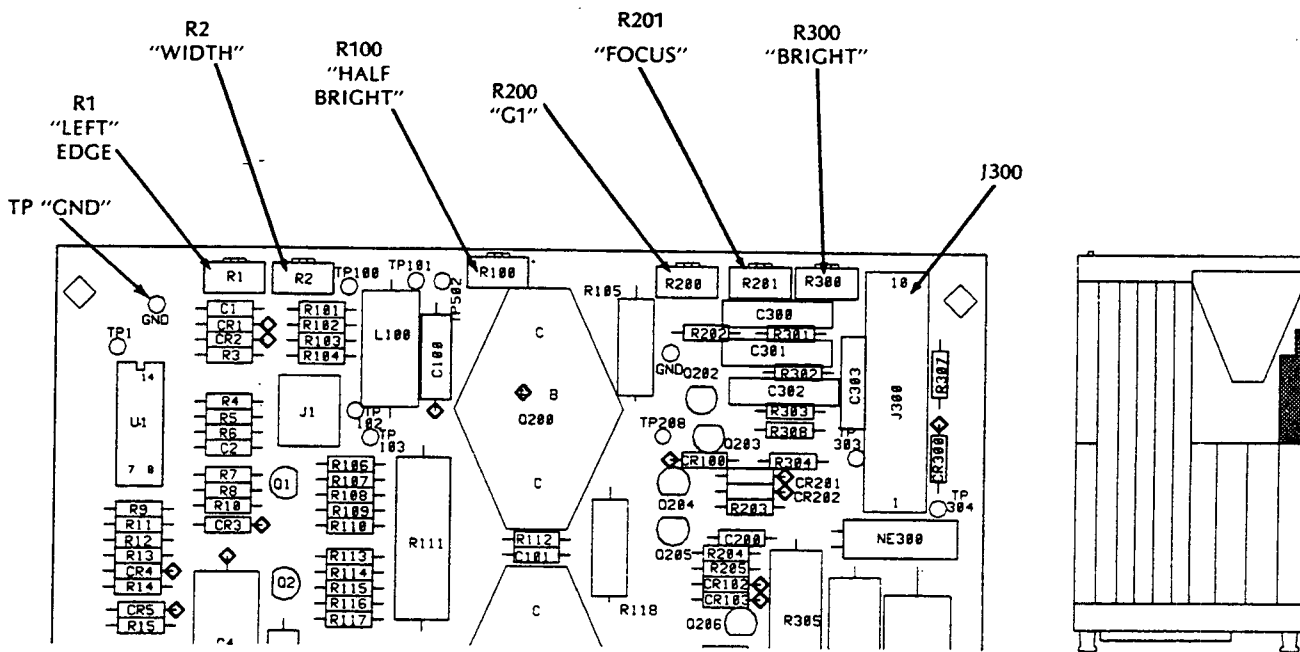 R2
"WIDTH"
R100
"HALF
BRIGHT"
R201
"FOCUS"
R300
"BRIGHT"
R1
"LEFT"
EDGE
R200
"G1"
J300
TP "GND"
R1
R2
TP100
TP101
TP502
R100
R105
R200
R201
R300
10
GND
TP1
C1
CR1
CR2
R3
R101
R102
R103
R104
L100
C100
C
B
Q200
C
R202
GND
Q202
C300
R301
C301
R302
C302
R303
R308
C303
J300
R307
14
U1
7 8
R4
R5
R6
C2
J1
TP
102
TP
103
TP208
Q203
TP
303
CR300
CR100
R304
CR201
CR202
R203
Q204
1
TP
304
R7
R8
R10
CR3
Q1
R106
R107
R108
R109
R110
R111
R9
R11
R12
R13
CR4
R14
CR5
R15
Q2
R113
R114
R115
R116
R117
R112
C101
C
R118
Q205
C200
R204
R205
CR102
CR103
Q206
R305
NE300
C4